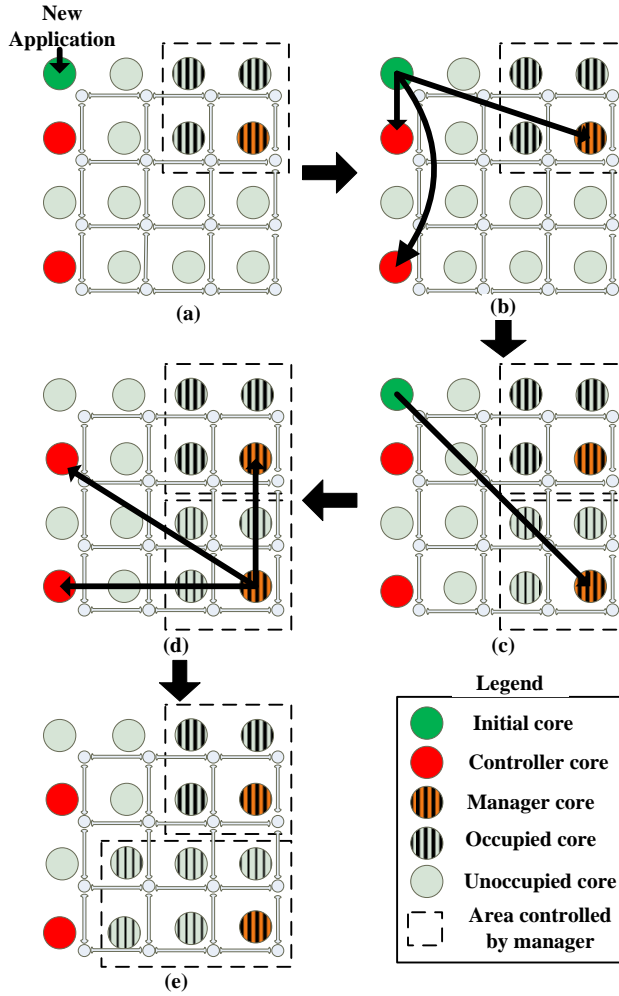 New
Application
(a)
(b)
(d)
(c)
(e)
Legend
Initial core
Controller core
Manager core
Occupied core
Unoccupied core
Area controlled
by manager